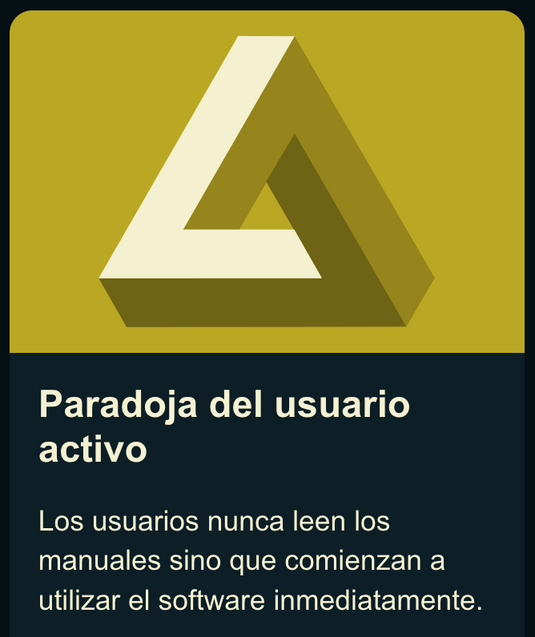 Paradoja del usuario
activo
Los usuarios nunca leen los
manuales sino que comienzan a
utilizar el software inmediatamente.